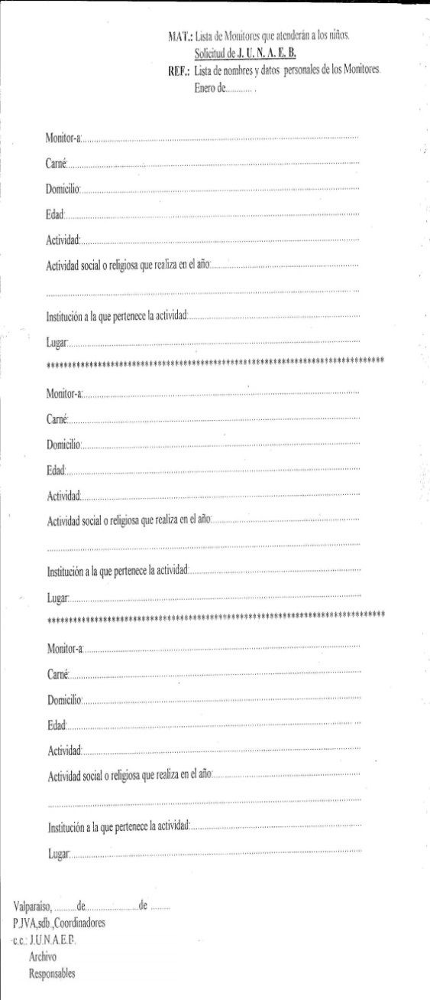 MAT.: Lista de Monitores que atenderán a los niños.
Solicitud de J. U. N. A. E. B.
REF.: Lista de nombres y datos personales de los Monitores.
Enero de............ .
Monitor-a:..........
Carné:..........
Domicilio:..........
Edad:..........
Actividad:..........
Actividad social o religiosa que realiza en el año:..........
..........
Institución a la que pertenece la actividad:..........
Lugar:..........
********************************************************************************
Monitor-a:..........
Carné:..........
Domicilio:..........
Edad:..........
Actividad:..........
Actividad social o religiosa que realiza en el año:..........
..........
Institución a la que pertenece la actividad:..........
Lugar:..........
********************************************************************************
Monitor-a:..........
Carné:..........
Domicilio:..........
Edad:..........
Actividad:..........
Actividad social o religiosa que realiza en el año:..........
..........
Institución a la que pertenece la actividad:..........
Lugar:..........
Valparaíso, ..........de........................de .........
P.JVA,sdb.,Coordinadores
c.c.: J.U.N.A.E.B.
Archivo
Responsables